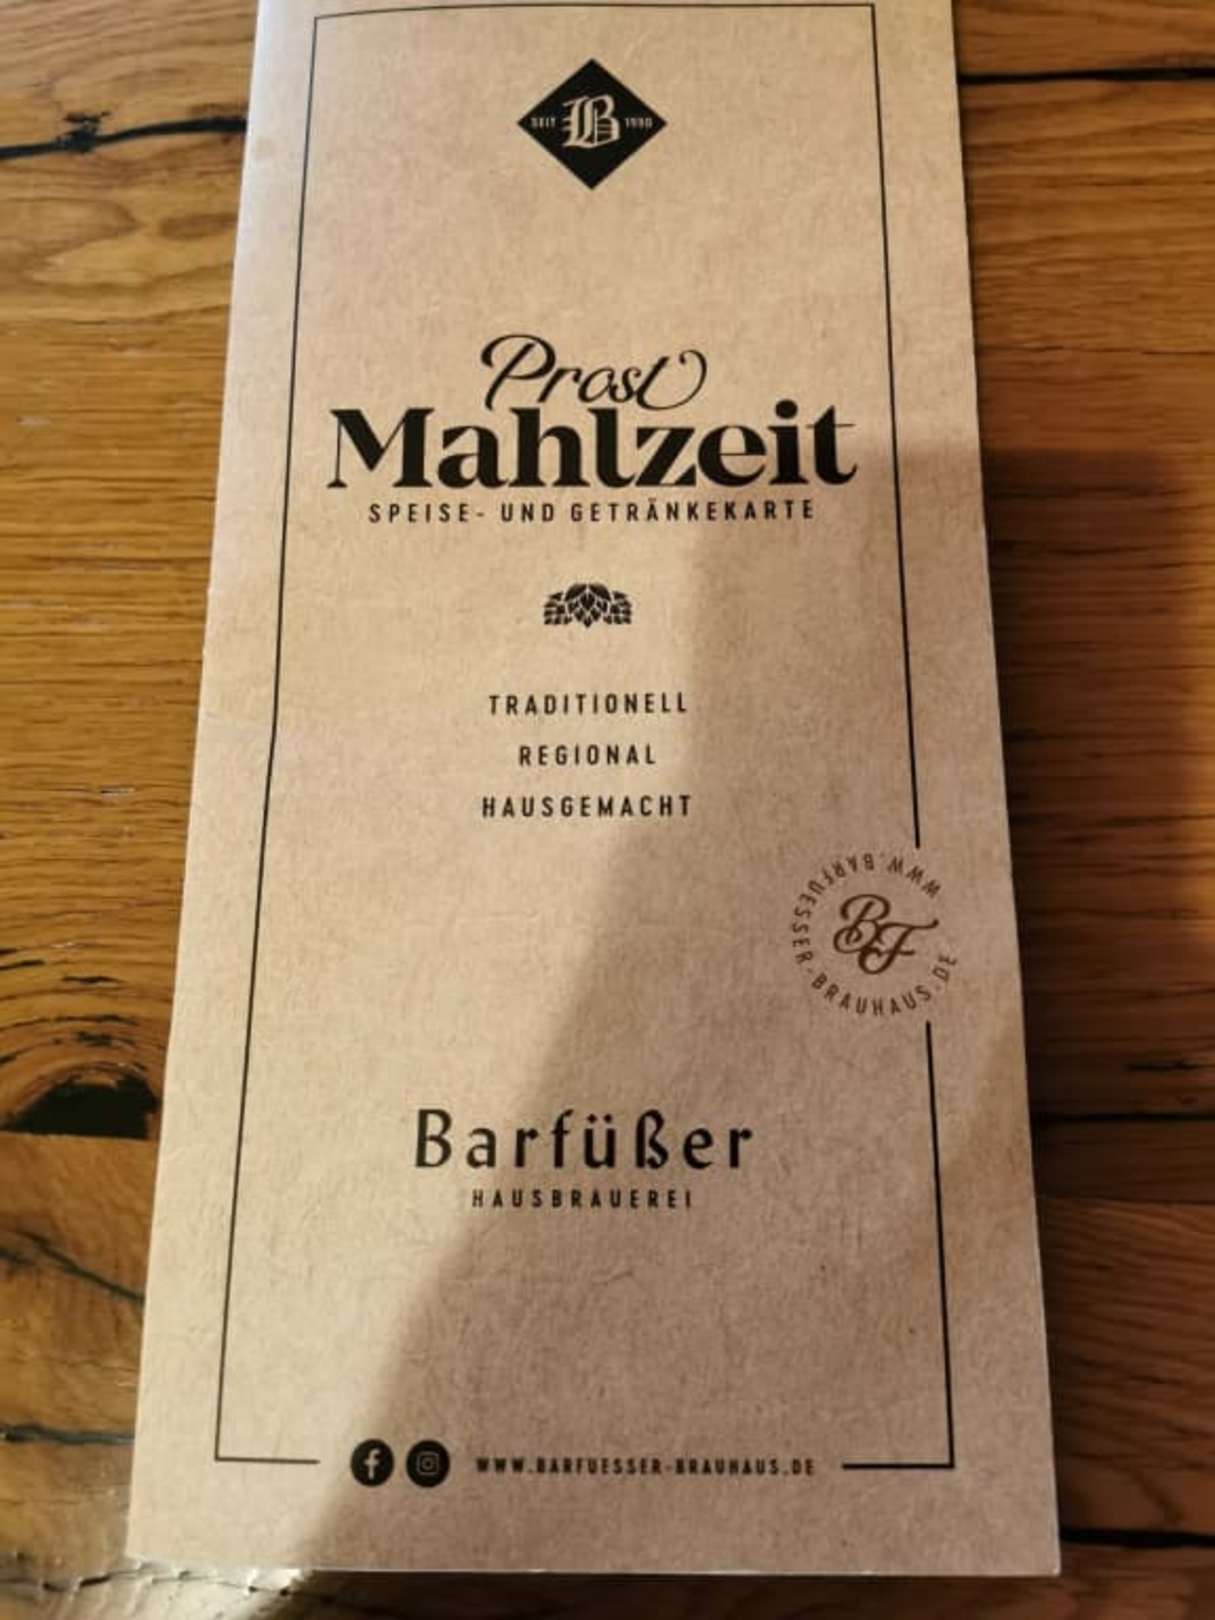 SEIT B 1990
Prost
Mahlzeit
SPEISE- UND GETRÄNKEKARTE
TRADITIONELL
REGIONAL
HAUSGEMACHT
WWW.BARFUESSER-BRAUHAUS.DE
BF
Barfüßer
HAUSBRAUEREI
WWW.BARFUESSER-BRAUHAUS.DE